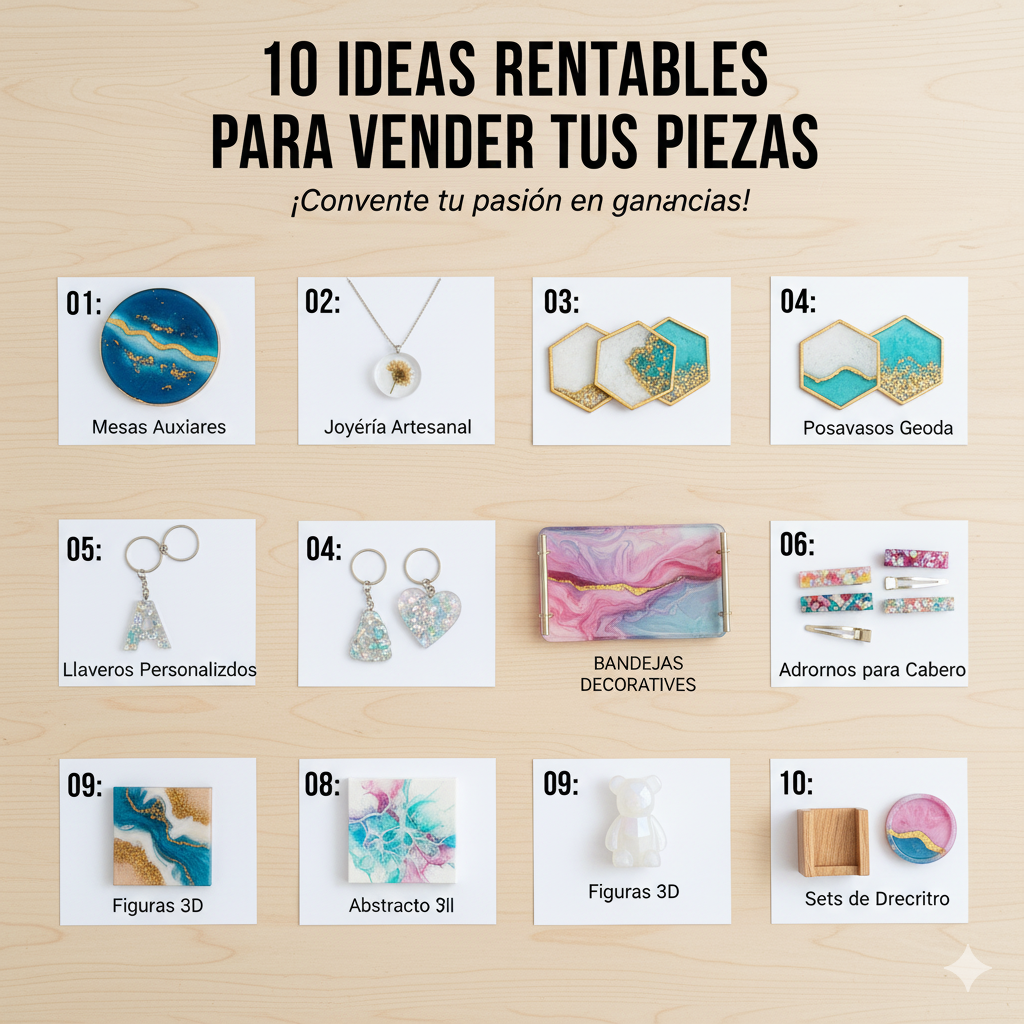 10 IDEAS RENTABLES
PARA VENDER TUS PIEZAS
¡Convente tu pasión en ganancias!
01:
Mesas Auxiares
02:
Joyéría Artesanal
03:
04:
Posavasos Geoda
05:
Llaveros Personalizdos
04:
BANDEJAS
DECORATIVES
06:
Adrornos para Cabero
09:
Figuras 3D
08:
Abstracto 3ll
09:
Figuras 3D
10:
Sets de Drecritro